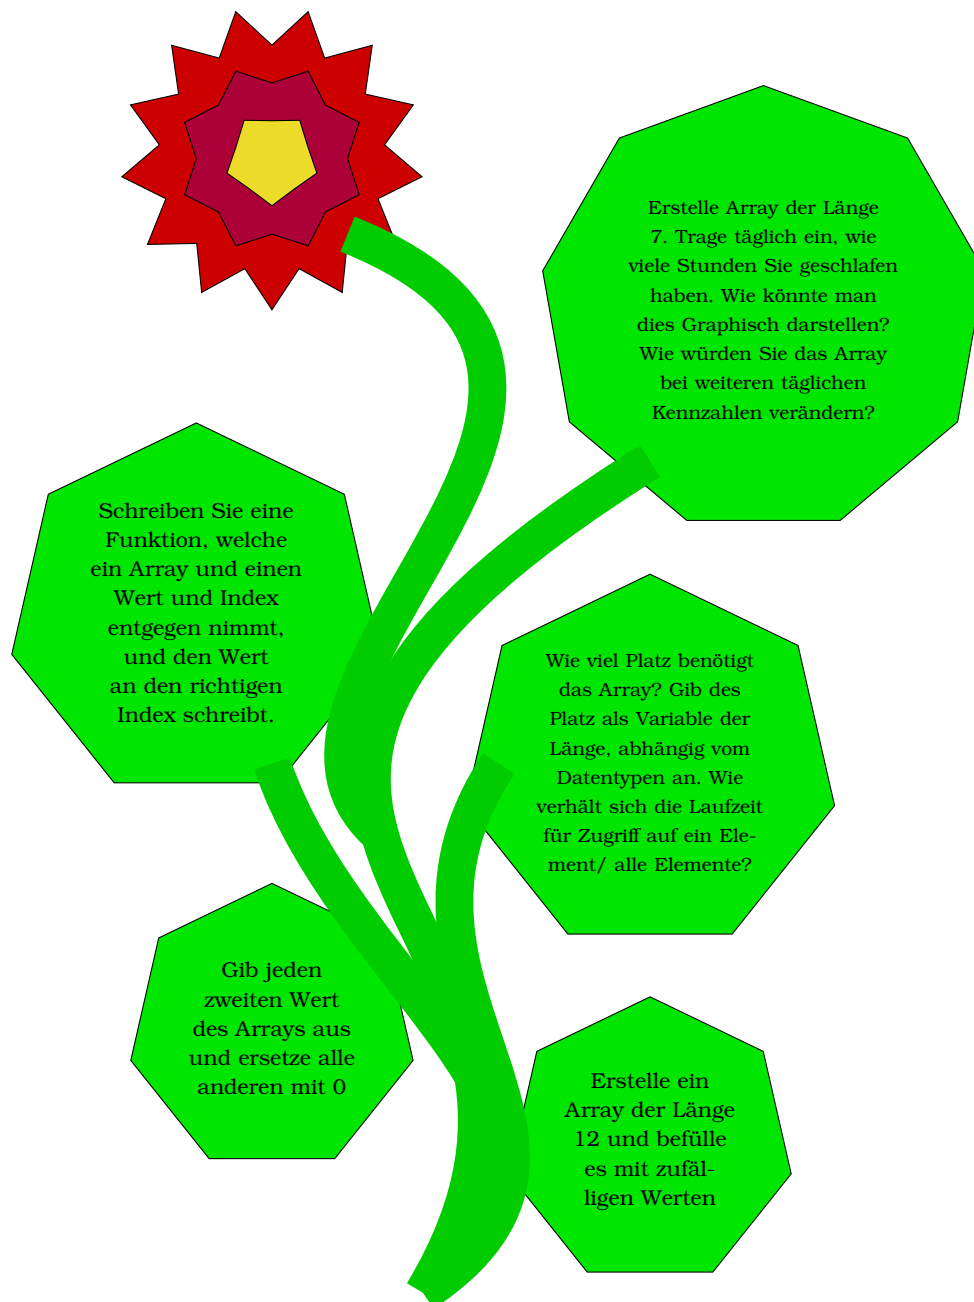 Erstelle Array der Länge
7. Trage täglich ein, wie
viele Stunden Sie geschlafen
haben. Wie könnte man
dies Graphisch darstellen?
Wie würden Sie das Array
bei weiteren täglichen
Kennzahlen verändern?
Schreiben Sie eine
Funktion, welche
ein Array und einen
Wert und Index
entgegen nimmt,
und den Wert
an den richtigen
Index schreibt.
Wie viel Platz benötigt
das Array? Gib des
Platz als Variable der
Länge, abhängig vom
Datentypen an. Wie
verhält sich die Laufzeit
für Zugriff auf ein Ele-
ment/ alle Elemente?
Gib jeden
zweiten Wert
des Arrays aus
und ersetze alle
anderen mit 0
Erstelle ein
Array der Länge
12 und befülle
es mit zufäl-
ligen Werten